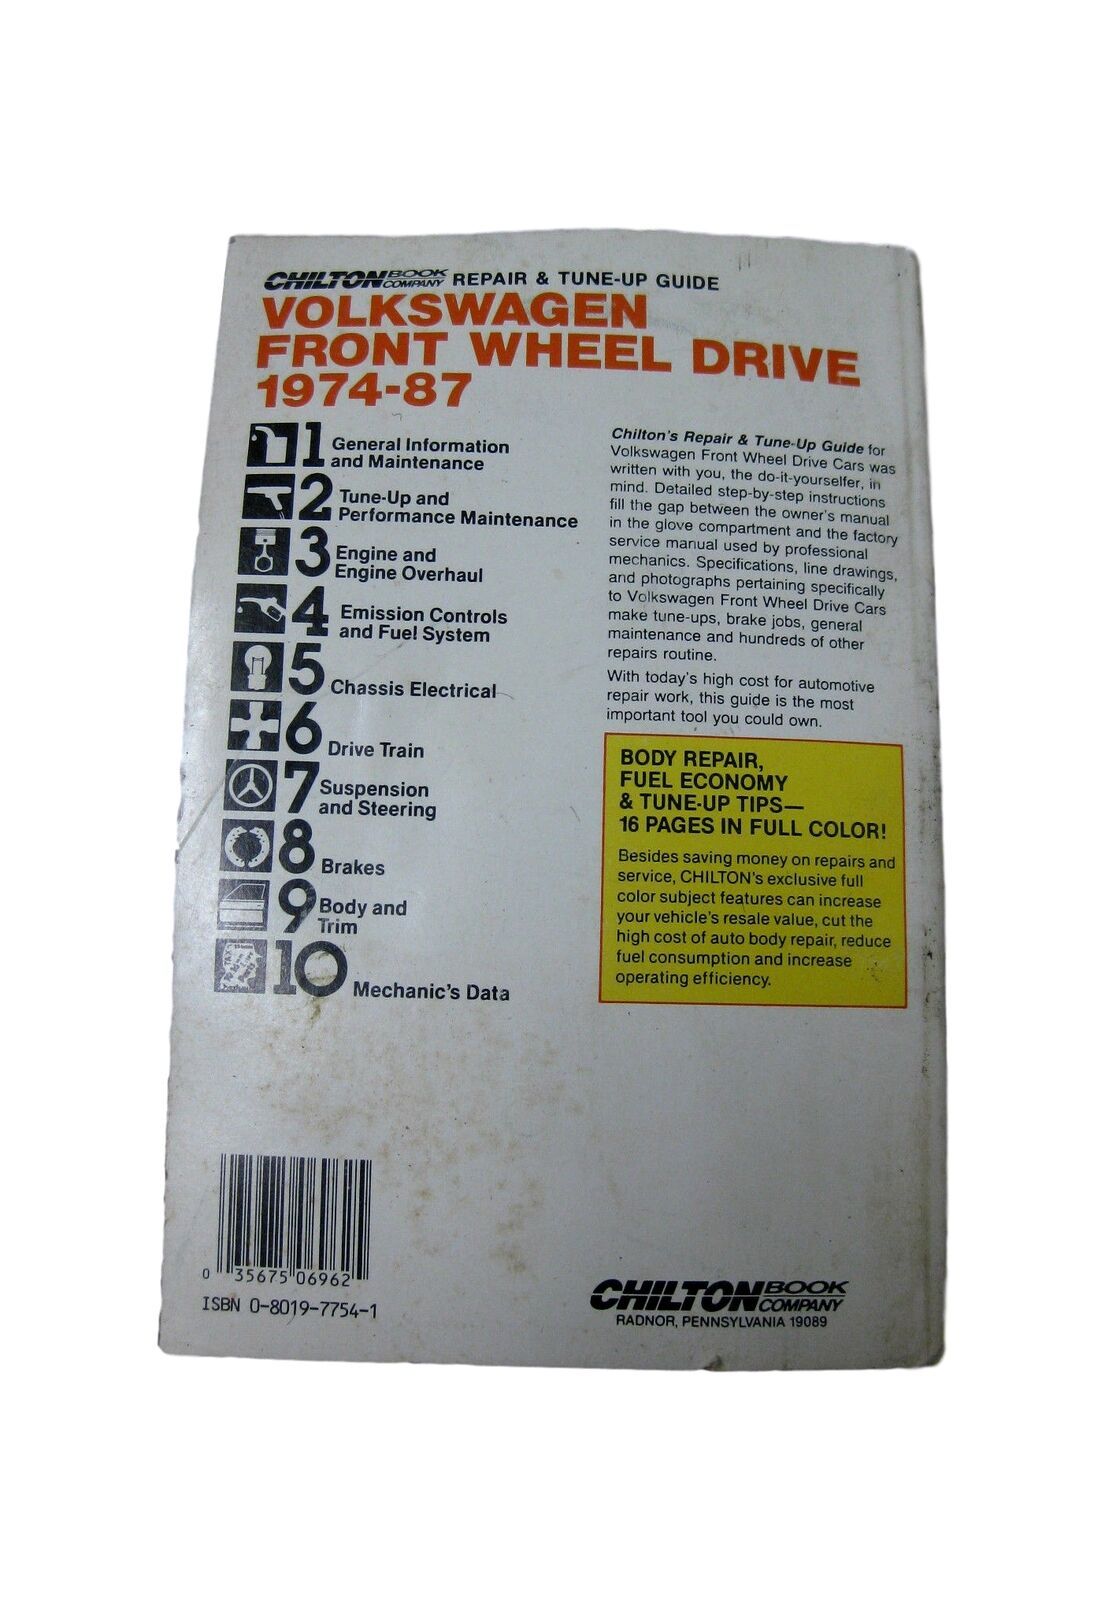 CHILTON BOOK COMPANY REPAIR & TUNE-UP GUIDE
VOLKSWAGEN
FRONT WHEEL DRIVE
1974-87
1 General Information
and Maintenance
2 Tune-Up and
Performance Maintenance
3 Engine and
Engine Overhaul
4 Emission Controls
and Fuel System
5 Chassis Electrical
6 Drive Train
7 Suspension
and Steering
8 Brakes
9 Body and
Trim
10 Mechanic's Data
Chilton's Repair & Tune-Up Guide for
Volkswagen Front Wheel Drive Cars was
written with you, the do-it-yourselfer, in
mind. Detailed step-by-step instructions
fill the gap between the owner's manual
in the glove compartment and the factory
service manual used by professional
mechanics. Specifications, line drawings,
and photographs pertaining specifically
to Volkswagen Front Wheel Drive Cars
make tune-ups, brake jobs, general
maintenance and hundreds of other
repairs routine.
With today's high cost for automotive
repair work, this guide is the most
important tool you could own.
BODY REPAIR,
FUEL ECONOMY
& TUNE-UP TIPS—
16 PAGES IN FULL COLOR!
Besides saving money on repairs and
service, CHILTON's exclusive full
color subject features can increase
your vehicle's resale value, cut the
high cost of auto body repair, reduce
fuel consumption and increase
operating efficiency.
0 35675 06962
ISBN 0-8019-7754-1
CHILTON BOOK COMPANY
RADNOR, PENNSYLVANIA 19089